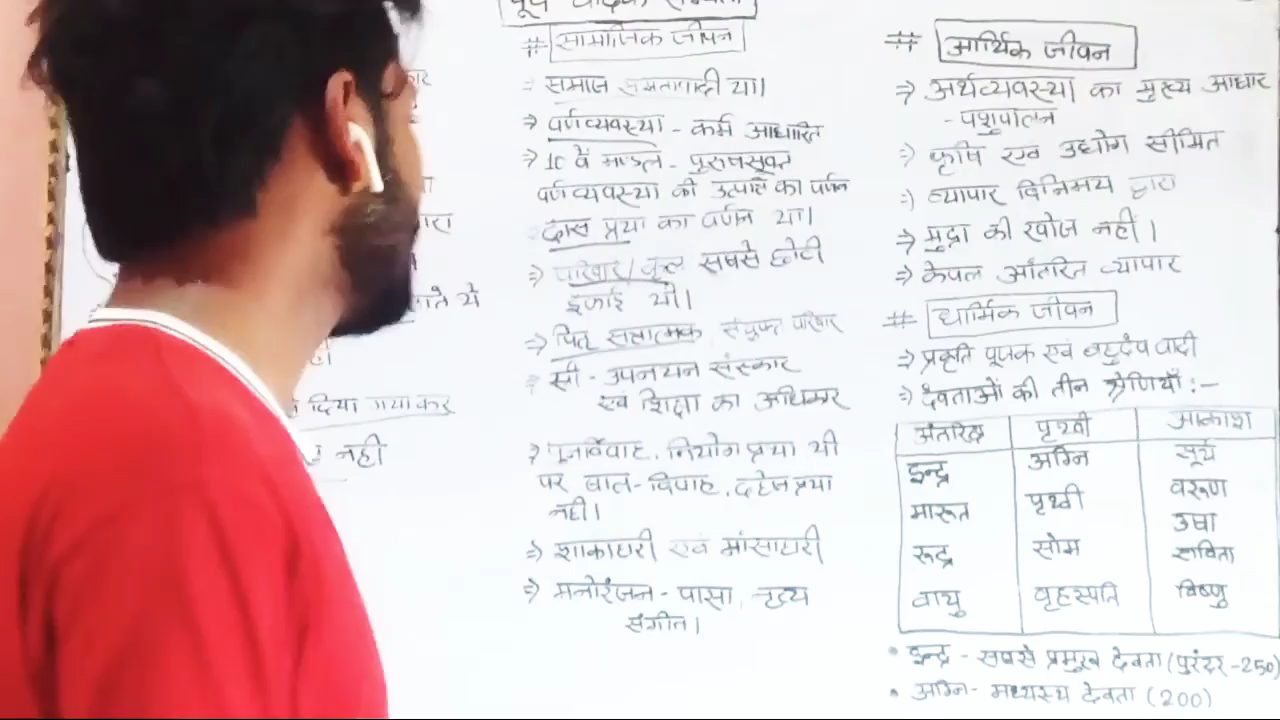 # सामाजिक जीवन
⇒ समाज समतावादी था।
⇒ वर्णव्यवस्था - कर्म आधारित
⇒ 10 वें मण्डल - पुरुषसूक्त
वर्णव्यवस्था की उत्पत्ति का वर्णन
दास प्रथा का वर्णन था।
⇒ परिवार/कुल सबसे छोटी
इकाई थी।
⇒ पितृ सत्तात्मक संयुक्त परिवार
⇒ स्त्री - उपनयन संस्कार
एवं शिक्षा का अधिकार
⇒ पुनर्विवाह, नियोग प्रथा थी
पर बाल-विवाह, दहेज प्रथा
नहीं।
⇒ शाकाहारी एवं मांसाहारी
⇒ मनोरंजन - पासा, नृत्य
संगीत।
# आर्थिक जीवन
⇒ अर्थव्यवस्था का मुख्य आधार
- पशुपालन
⇒ कृषि एवं उद्योग सीमित
⇒ व्यापार विनिमय द्वारा
⇒ मुद्रा की खोज नहीं।
⇒ केवल आंतरित व्यापार
# धार्मिक जीवन
⇒ प्रकृति पूजक एवं बहुदेव वादी
⇒ देवताओं की तीन श्रेणियाँ :-
अंतरिक्ष पृथ्वी आकाश
इन्द्र अग्नि सूर्य
मारूत पृथ्वी वरूण
उषा
रूद्र सोम सविता
वायु वृहस्पति विष्णु
• इन्द्र - सबसे प्रमुख देवता (पुरंदर - 250)
• अग्नि - मध्यस्थ देवता (200)
दिया गया कर
नही